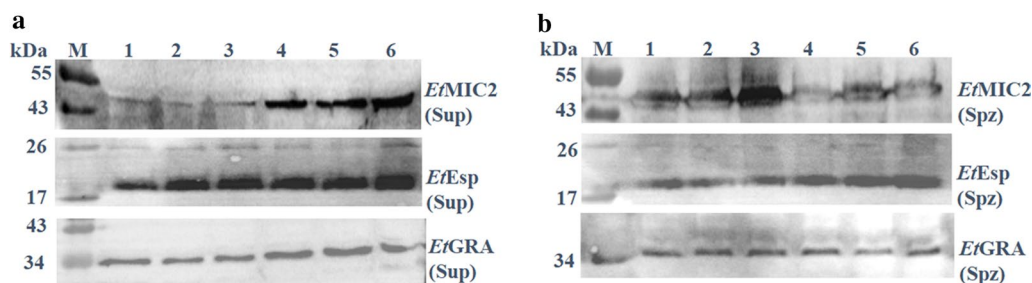 a
kDa M 1 2 3 4 5 6
55
43
EtMIC2
(Sup)
26
17
EtEsp
(Sup)
43
34
EtGRA
(Sup)
b
kDa M 1 2 3 4 5 6
55
43
EtMIC2
(Spz)
26
17
EtEsp
(Spz)
34
EtGRA
(Spz)